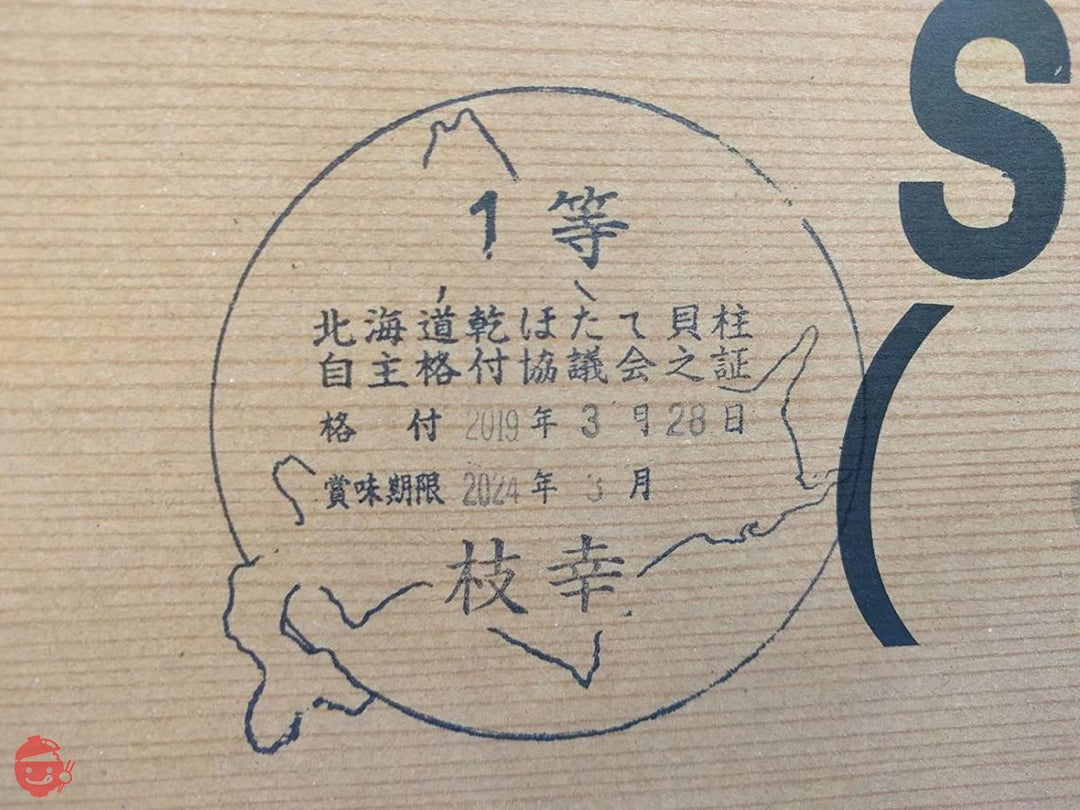 1等
北海道乾ほたて貝柱
自主格付協議会之証
格 付 2019年 3月28日
賞味期限 2024年 3月
枝幸
S
(